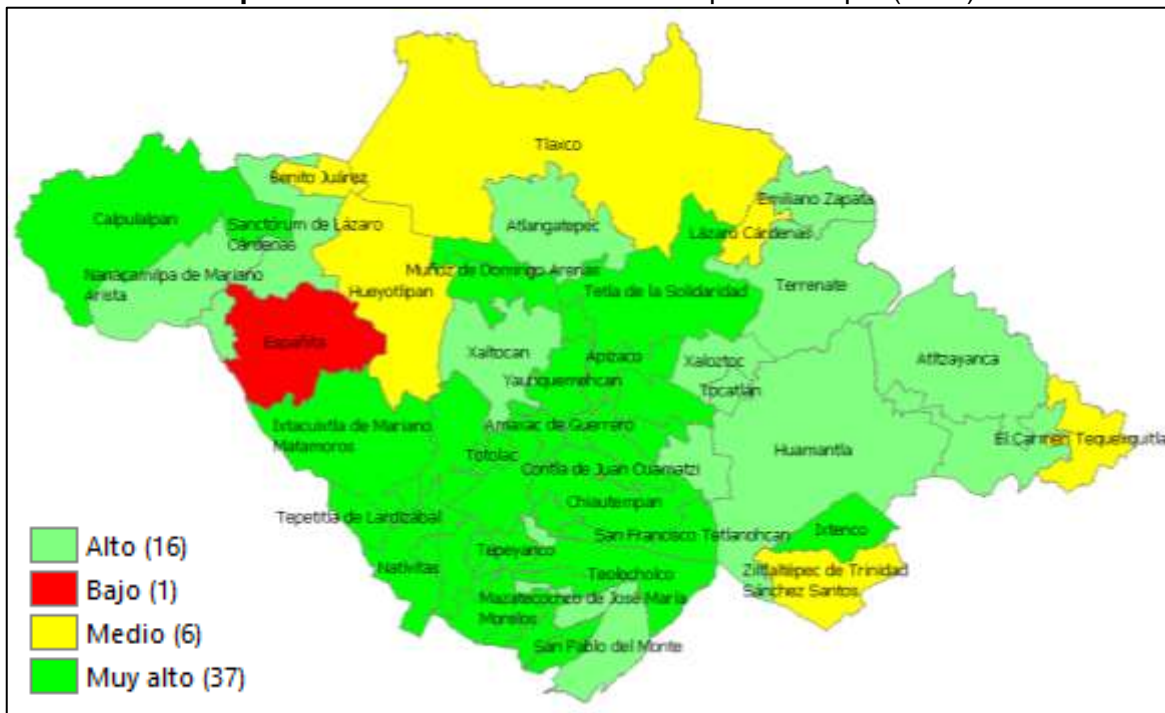 Tlaxco
Benito Juárez
Calpulalpan
Emiliano Zapata
Sanctórum de Lázaro
Cárdenas
Atlangatepec
Lázaro Cárdenas
Nanacamilpa de Mariano
Arista
Muñoz de Domingo Arenas
Hueyotlipan
Tetla de la Solidaridad
Terrenate
Españita
Xaltocan
Apizaco
Xaloztoc
Atltzayanca
Yauhquemehcan
Tocatlán
Ixtacuixtla de Mariano
Matamoros
Amaxac de Guerrero
El Carmen Tequexquitla
Totolac
Contla de Juan Cuamatzi
Huamantla
Chiautempan
Tepetitla de Lardizábal
San Francisco Tetlanohcan
Ixtenco
Tepeyanco
Nativitas
Teolocholco
Ziltlaltépec de Trinidad
Sánchez Santos
Mazatecochco de José María
Morelos
San Pablo del Monte
Alto (16)
Bajo (1)
Medio (6)
Muy alto (37)